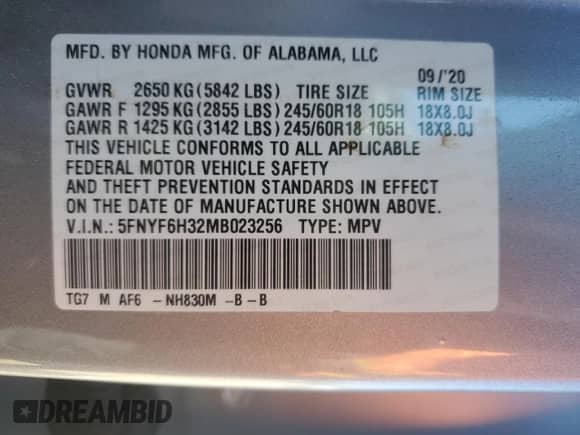 MFD. BY HONDA MFG. OF ALABAMA, LLC
09/'20
GVWR 2650 KG (5842 LBS) TIRE SIZE RIM SIZE
GAWR F 1295 KG (2855 LBS) 245/60R18 105H 18X8.0J
GAWR R 1425 KG (3142 LBS) 245/60R18 105H 18X8.0J
THIS VEHICLE CONFORMS TO ALL APPLICABLE
FEDERAL MOTOR VEHICLE SAFETY
AND THEFT PREVENTION STANDARDS IN EFFECT
ON THE DATE OF MANUFACTURE SHOWN ABOVE.
V.I.N.: 5FNYF6H32MB023256 TYPE: MPV
TG7 M AF6 -NH830M -B -B
DREAMBID